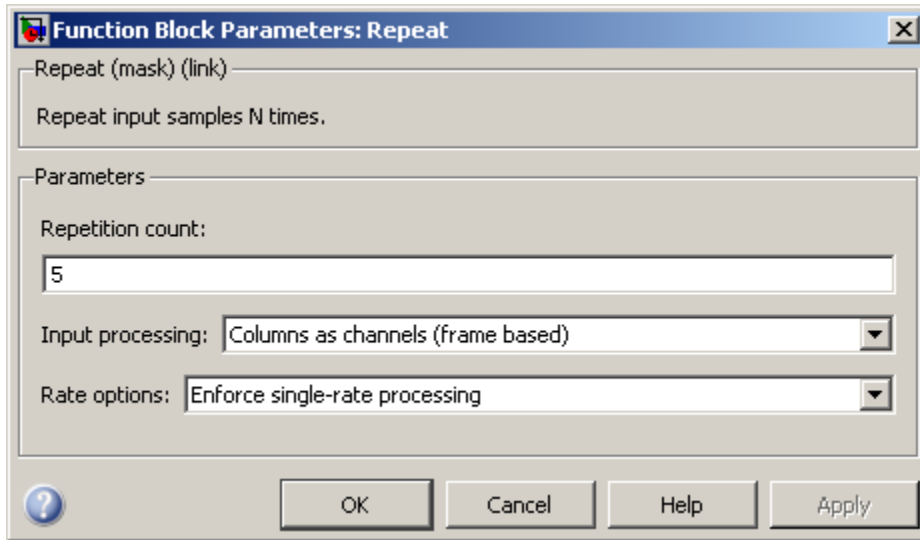 Function Block Parameters: Repeat
Repeat (mask) (link)
Repeat input samples N times.
Parameters
Repetition count:
5
Input processing: Columns as channels (frame based)
Rate options: Enforce single-rate processing
? OK Cancel Help Apply